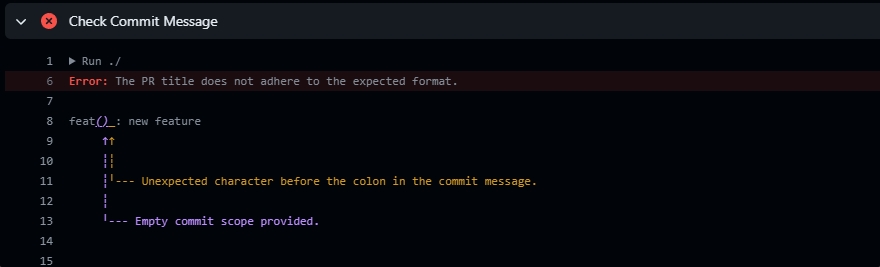 Check Commit Message
1 ▶ Run ./
6 Error: The PR title does not adhere to the expected format.
7
8 feat()_: new feature
9 ↑↑
10 ¦¦
11 ¦'--- Unexpected character before the colon in the commit message.
12 ¦
13 '--- Empty commit scope provided.
14
15